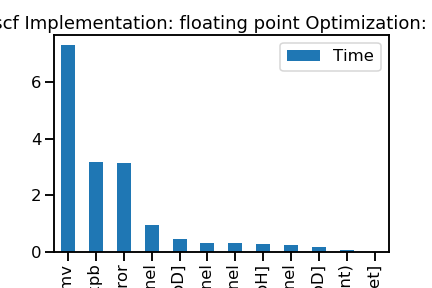 scf Implementation: floating point Optimization:
Time
6
4
2
0
mv
pb
ror
nel
oD]
nel
nel
oH]
nel
oD]
nt)
et]